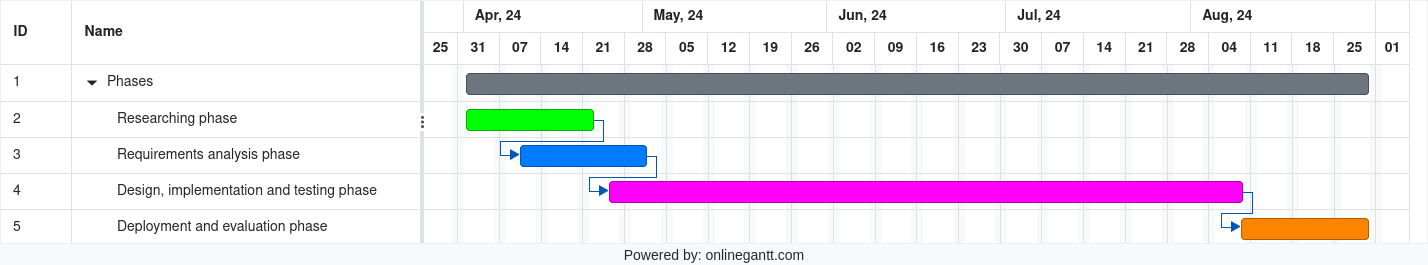 ID Name Apr, 24 May, 24 Jun, 24 Jul, 24 Aug, 24
25 31 07 14 21 28 05 12 19 26 02 09 16 23 30 07 14 21 28 04 11 18 25 01
1 Phases
2 Researching phase
3 Requirements analysis phase
4 Design, implementation and testing phase
5 Deployment and evaluation phase
Powered by: onlinegantt.com